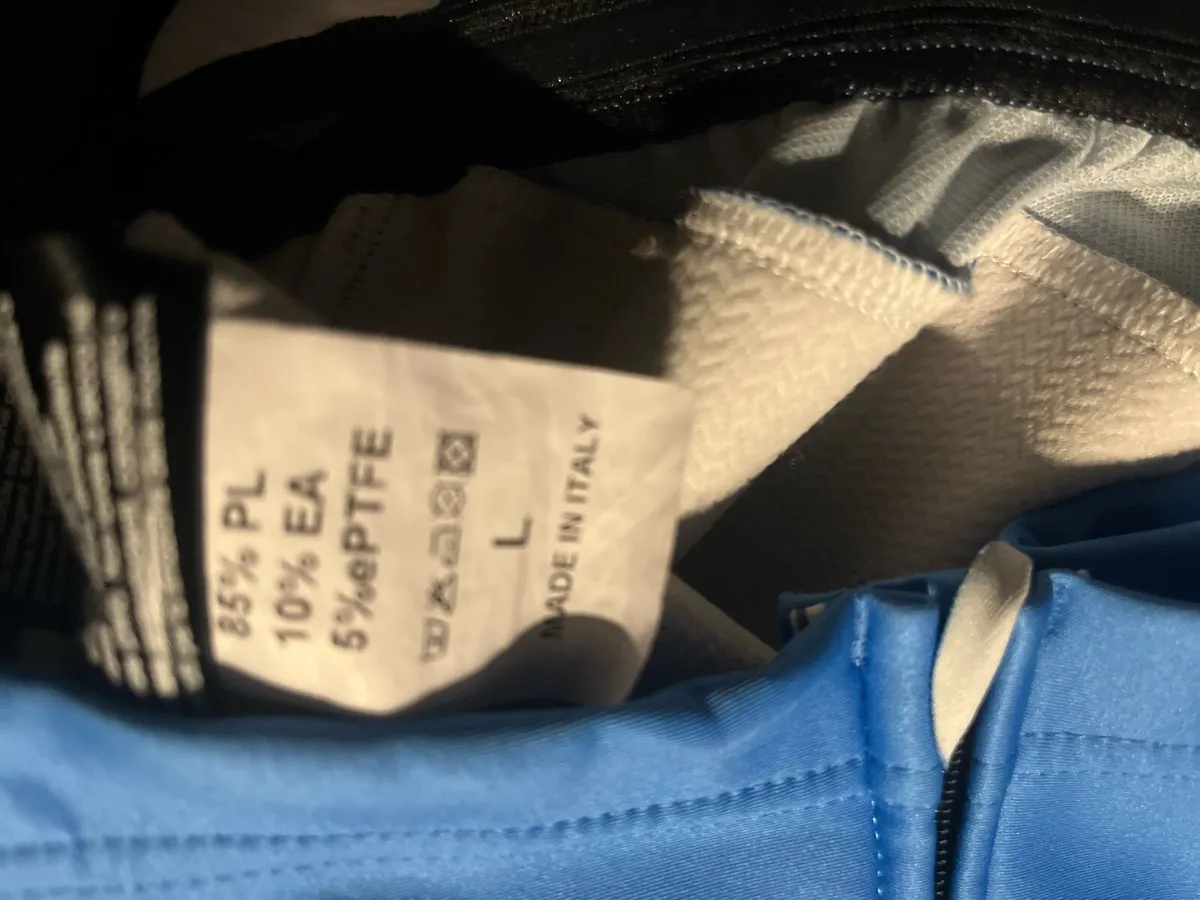 85% PL
10% EA
5%ePTFE
L
MADE IN ITALY